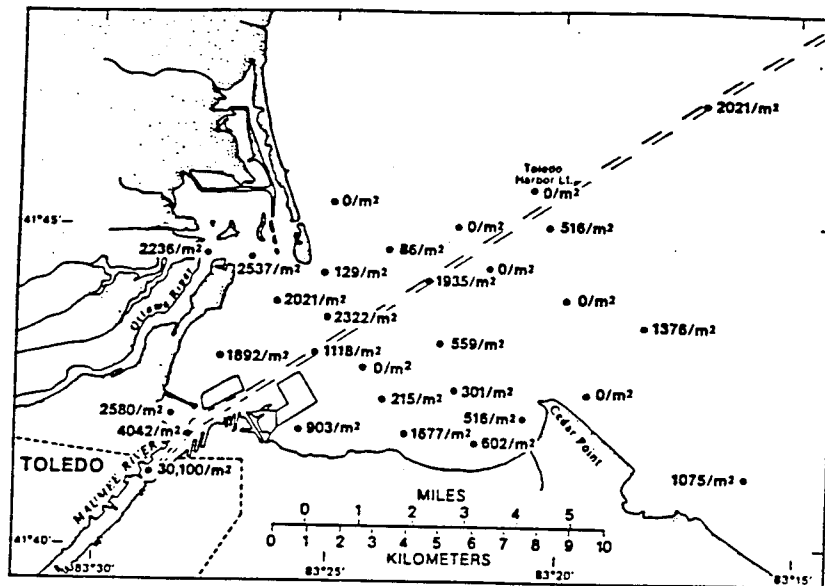 2021/m²
Toledo
Harbor Lt.
0/m²
0/m²
41°45'
0/m²
516/m²
2236/m²
86/m²
2537/m²
129/m²
0/m²
1935/m²
Ottawa River
2021/m²
0/m²
2322/m²
1376/m²
1892/m²
1118/m²
559/m²
0/m²
301/m²
0/m²
2580/m²
215/m²
516/m²
Cedar Point
4042/m²
903/m²
1677/m²
602/m²
TOLEDO
MAUMEE RIVER
30,100/m²
1075/m²
MILES
0 1 2 3 4 5
0 1 2 3 4 5 6 7 8 9 10
KILOMETERS
41°40'
83°30'
83°25'
83°20'
83°15'